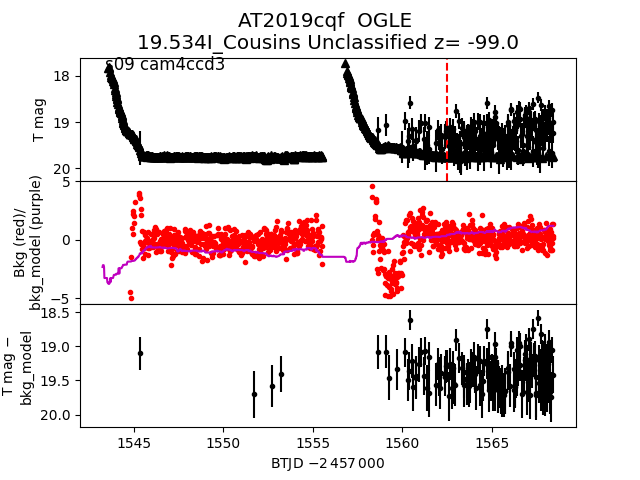 AT2019cqf  OGLE
19.534I_Cousins Unclassified z= -99.0
s09 cam4ccd3
18
19
20
T mag
5
0
−5
Bkg (red)/
bkg_model (purple)
18.5
19.0
19.5
20.0
T mag −
bkg_model
1545
1550
1555
1560
1565
BTJD −2 457 000